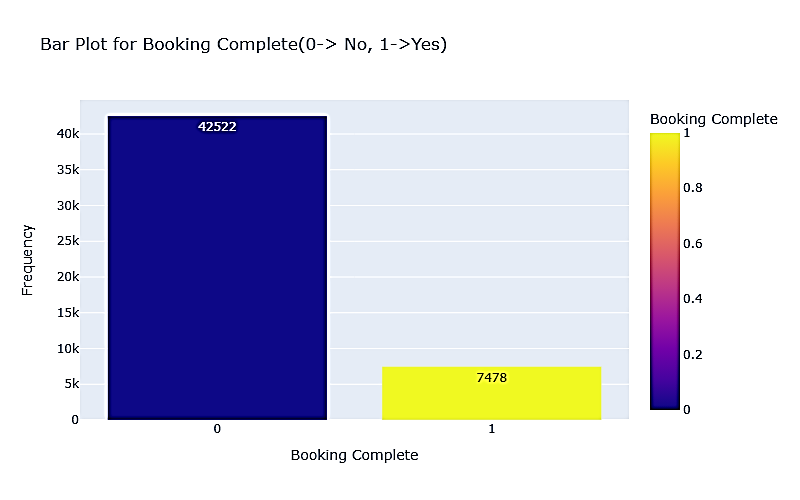 Bar Plot for Booking Complete(0-> No, 1->Yes)
Booking Complete
1
0.8
0.6
0.4
0.2
0
Frequency
40k
35k
30k
25k
20k
15k
10k
5k
0
42522
7478
0
1
Booking Complete